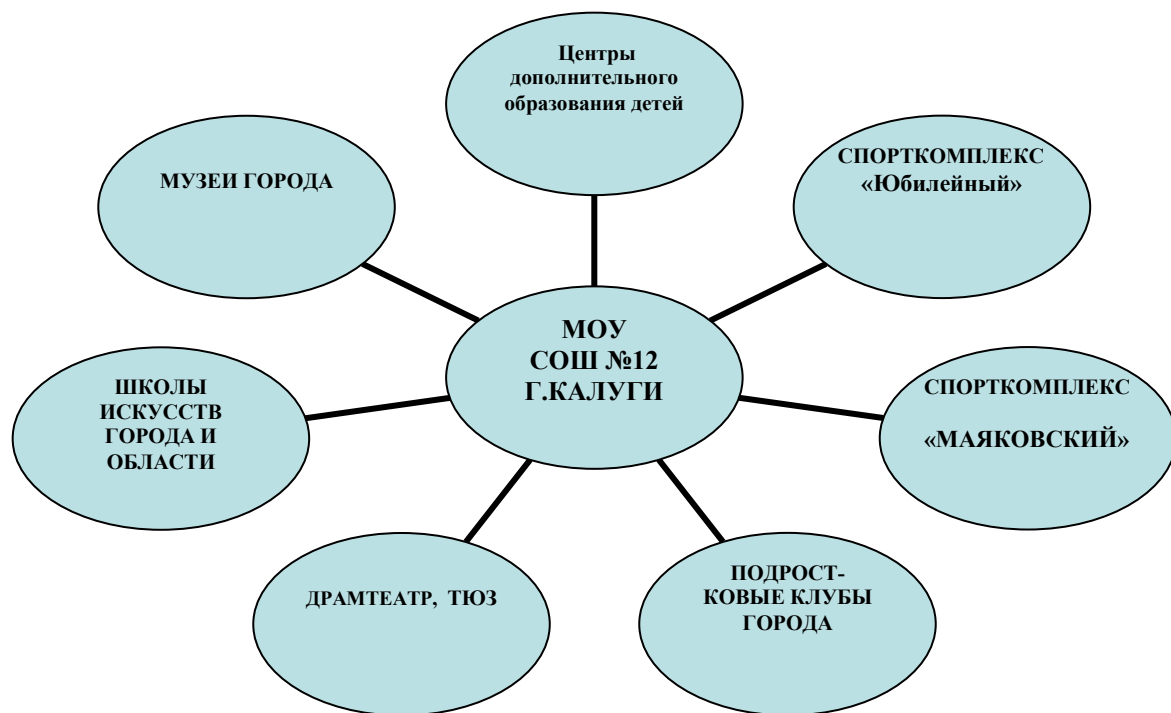 Центры
дополнительного
образования детей
МУЗЕИ ГОРОДА
СПОРТКОМПЛЕКС
«Юбилейный»
МОУ
СОШ №12
Г.КАЛУГИ
ШКОЛЫ
ИСКУССТВ
ГОРОДА И
ОБЛАСТИ
СПОРТКОМПЛЕКС
«МАЯКОВСКИЙ»
ДРАМТЕАТР, ТЮЗ
ПОДРОСТ-
КОВЫЕ КЛУБЫ
ГОРОДА